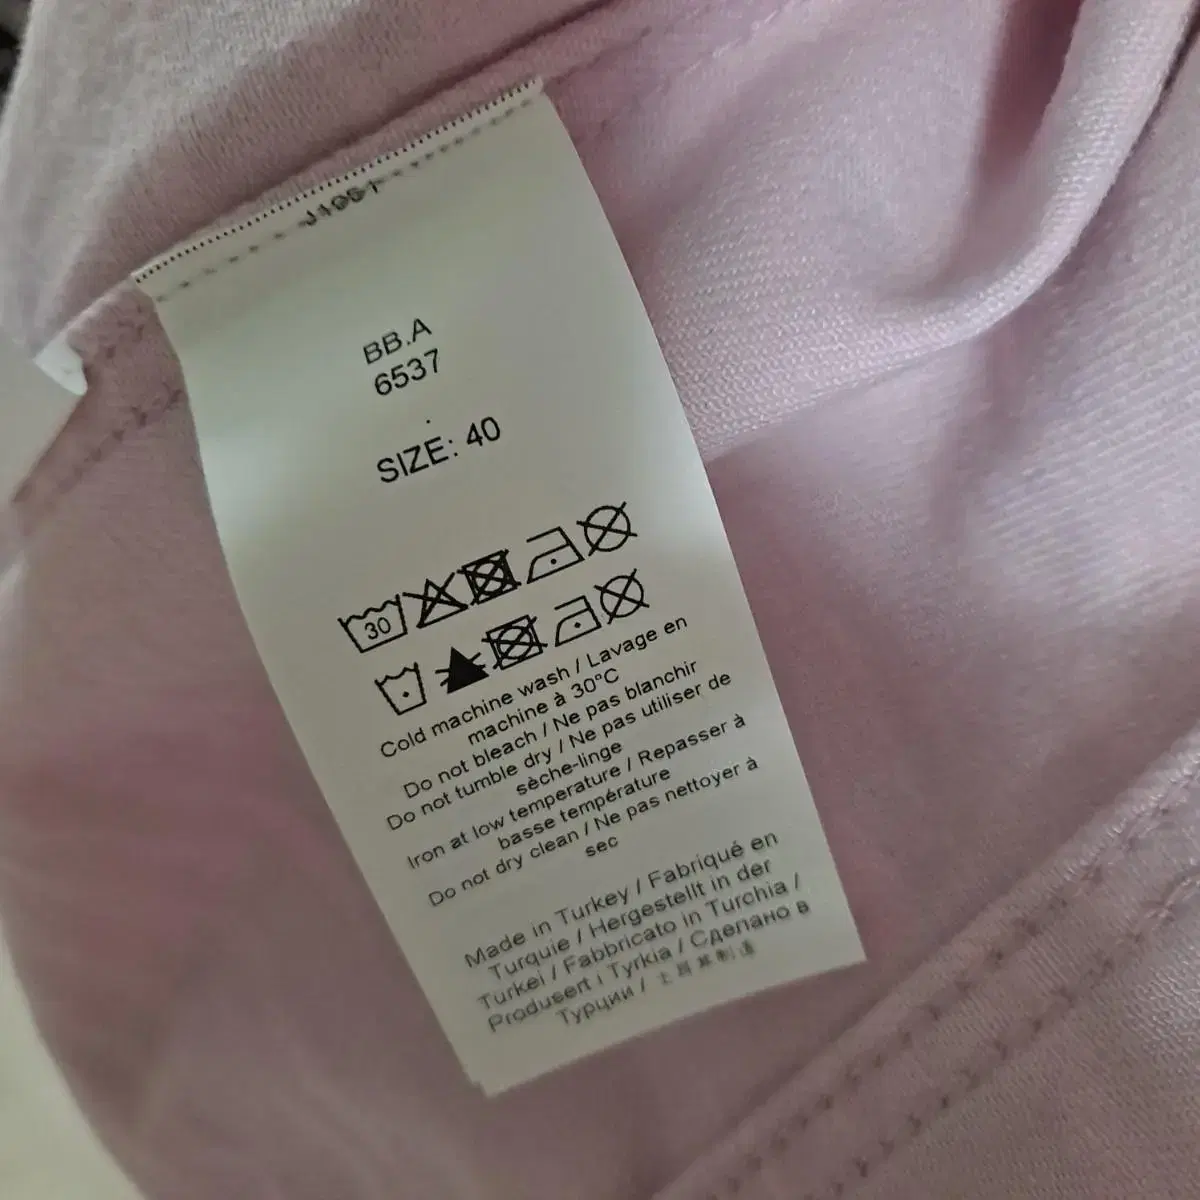 BB.A
6537
SIZE: 40
30
Cold machine wash / Lavage en
machine à 30°C
Do not bleach / Ne pas blanchir
Do not tumble dry / Ne pas utiliser de
sèche-linge
Iron at low temperature / Repasser à
basse température
Do not dry clean / Ne pas nettoyer à
sec
Made in Turkey / Fabriqué en
Turquie / Hergestellt in der
Türkei / Fabbricato in Turchia /
Produsert i Tyrkia / Сделано в
Турции / 土耳其制造